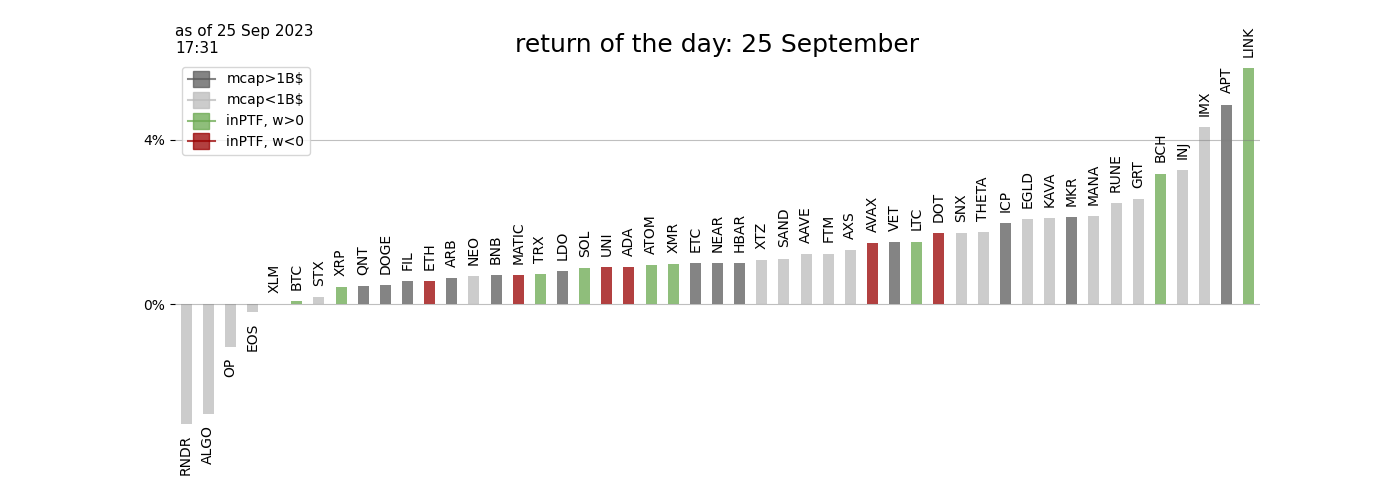 as of 25 Sep 2023
17:31
return of the day: 25 September
mcap>1B$
mcap<1B$
inPTF, w>0
inPTF, w<0
4%
0%
RNDR
ALGO
OP
EOS
XLM
BTC
STX
XRP
QNT
DOGE
FIL
ETH
ARB
NEO
BNB
MATIC
TRX
LDO
SOL
UNI
ADA
ATOM
XMR
ETC
NEAR
HBAR
XTZ
SAND
AAVE
FTM
AXS
AVAX
VET
LTC
DOT
SNX
THETA
ICP
EGLD
KAVA
MKR
MANA
RUNE
GRT
BCH
INJ
IMX
APT
LINK